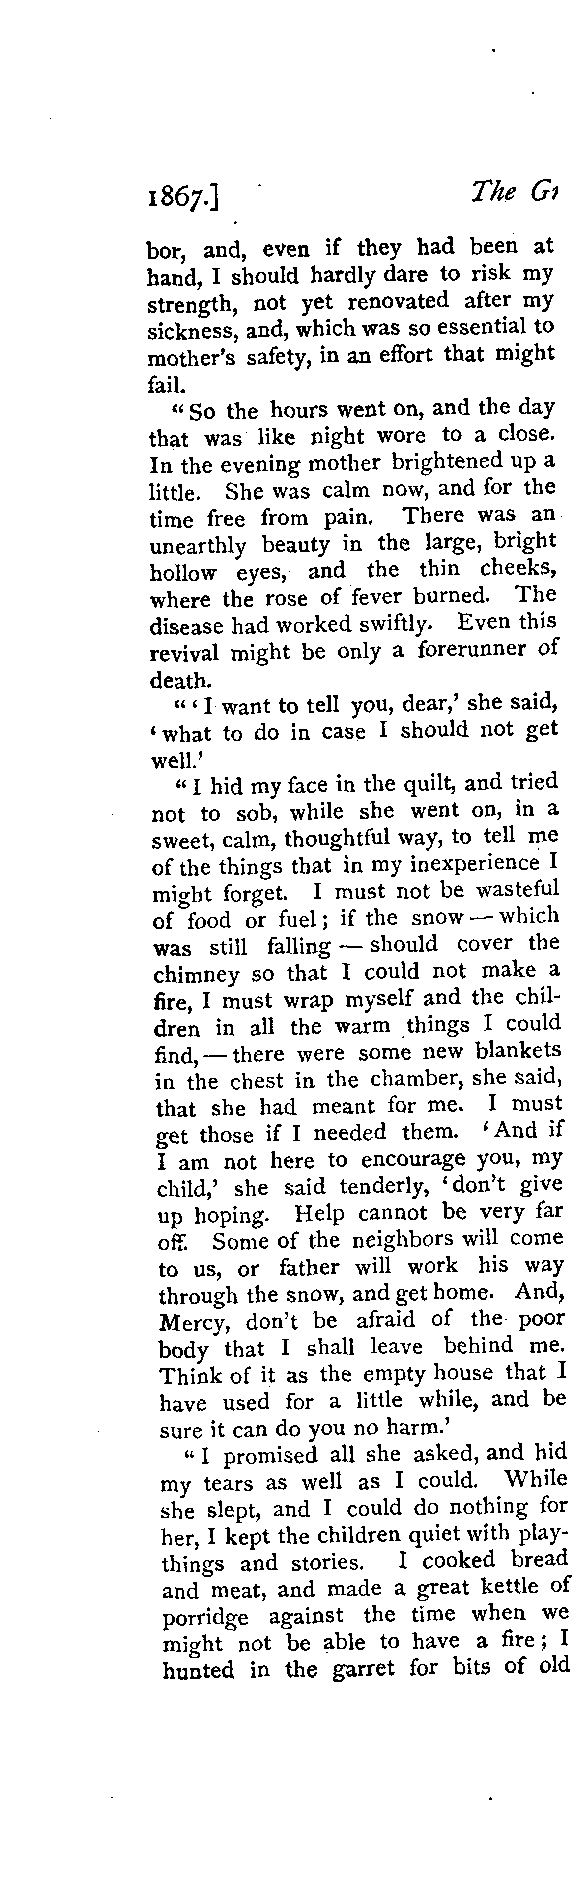 1867.] The
bor, and, even if they had been at
hand, I should hardly dare to risk my
strength, not yet renovated after my
sickness, and, which was so essential to
mother's safety, in an effort that might
fail.
“So the hours went on, and the day
that was like night wore to a close.
In the evening mother brightened up a
little. She was calm now, and for the
time free from pain. There was an
unearthly beauty in the large, bright
hollow eyes, and the thin cheeks,
where the rose of fever burned. The
disease had worked swiftly. Even this
revival might be only a forerunner of
death.
“‘I want to tell you, dear,’ she said,
‘what to do in case I should not get
well.’
“I hid my face in the quilt, and tried
not to sob, while she went on, in a
sweet, calm, thoughtful way, to tell me
of the things that in my inexperience I
might forget. I must not be wasteful
of food or fuel; if the snow — which
was still falling — should cover the
chimney so that I could not make a
fire, I must wrap myself and the chil-
dren in all the warm things I could
find, — there were some new blankets
in the chest in the chamber, she said,
that she had meant for me. I must
get those if I needed them. ‘And if
I am not here to encourage you, my
child,’ she said tenderly, ‘don't give
up hoping. Help cannot be very far
off. Some of the neighbors will come
to us, or father will work his way
through the snow, and get home. And,
Mercy, don't be afraid of the poor
body that I shall leave behind me.
Think of it as the empty house that I
have used for a little while, and be
sure it can do you no harm.’
“I promised all she asked, and hid
my tears as well as I could. While
she slept, and I could do nothing for
her, I kept the children quiet with play-
things and stories. I cooked bread
and meat, and made a great kettle of
porridge against the time when we
might not be able to have a fire; I
hunted in the garret for bits of old